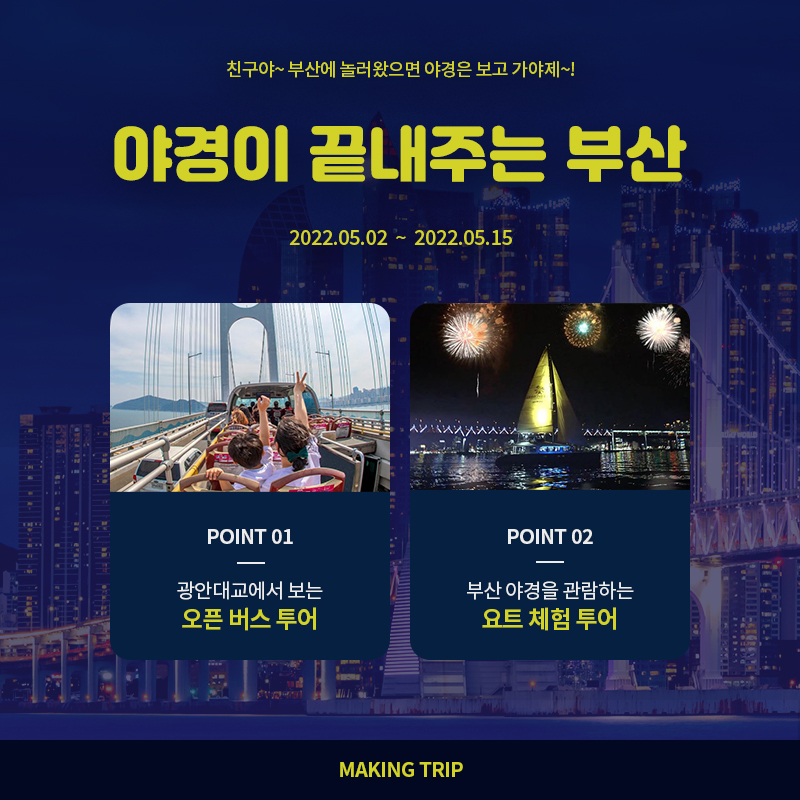 친구야~ 부산에 놀러왔으면 야경은 보고 가야제~!
야경이 끝내주는 부산
2022.05.02 ~ 2022.05.15
POINT 01
광안대교에서 보는
오픈 버스 투어
POINT 02
부산 야경을 관람하는
요트 체험 투어
MAKING TRIP